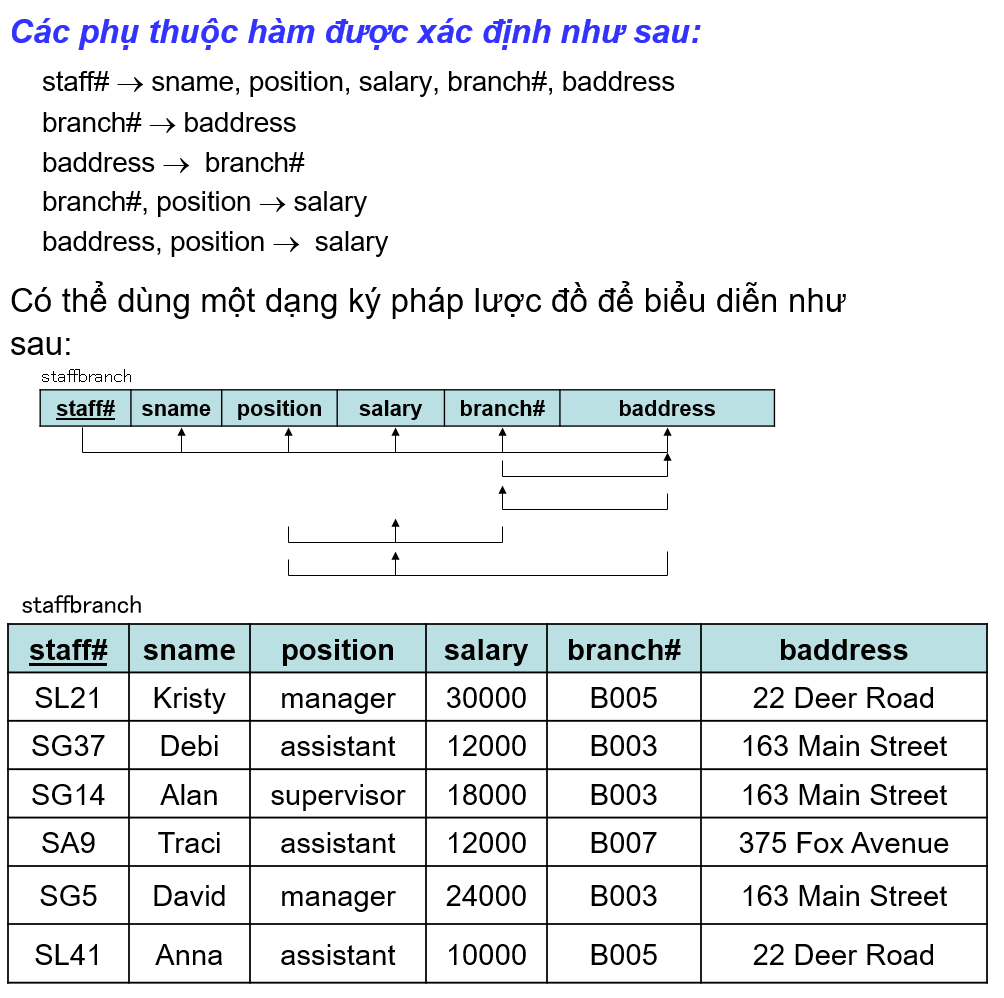 Các phụ thuộc hàm được xác định như sau:
staff# → sname, position, salary, branch#, baddress
branch# → baddress
baddress → branch#
branch#, position → salary
baddress, position → salary
Có thể dùng một dạng ký pháp lược đồ để biểu diễn như
sau:
staffbranch
staff# sname position salary branch# baddress
staffbranch
staff# sname position salary branch# baddress
SL21 Kristy manager 30000 B005 22 Deer Road
SG37 Debi assistant 12000 B003 163 Main Street
SG14 Alan supervisor 18000 B003 163 Main Street
SA9 Traci assistant 12000 B007 375 Fox Avenue
SG5 David manager 24000 B003 163 Main Street
SL41 Anna assistant 10000 B005 22 Deer Road